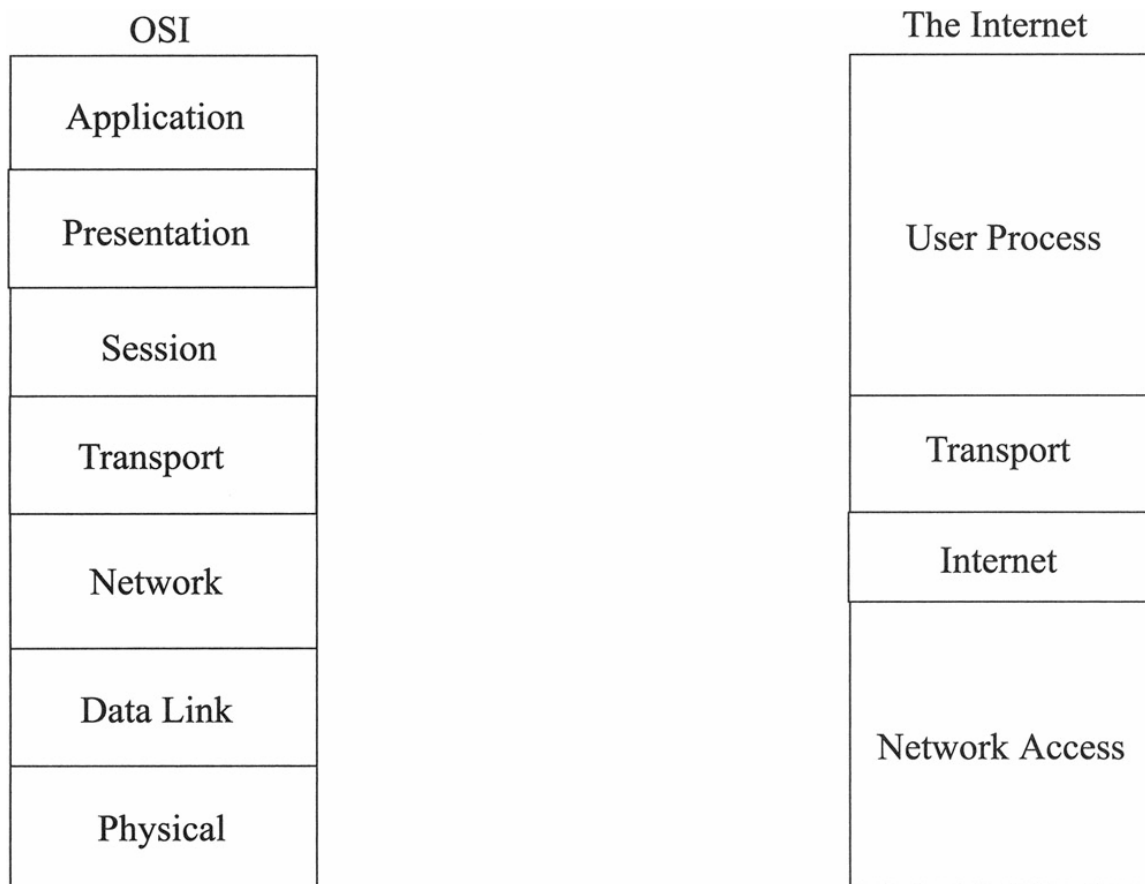 OSI
Application
Presentation
Session
Transport
Network
Data Link
Physical
The Internet
User Process
Transport
Internet
Network Access